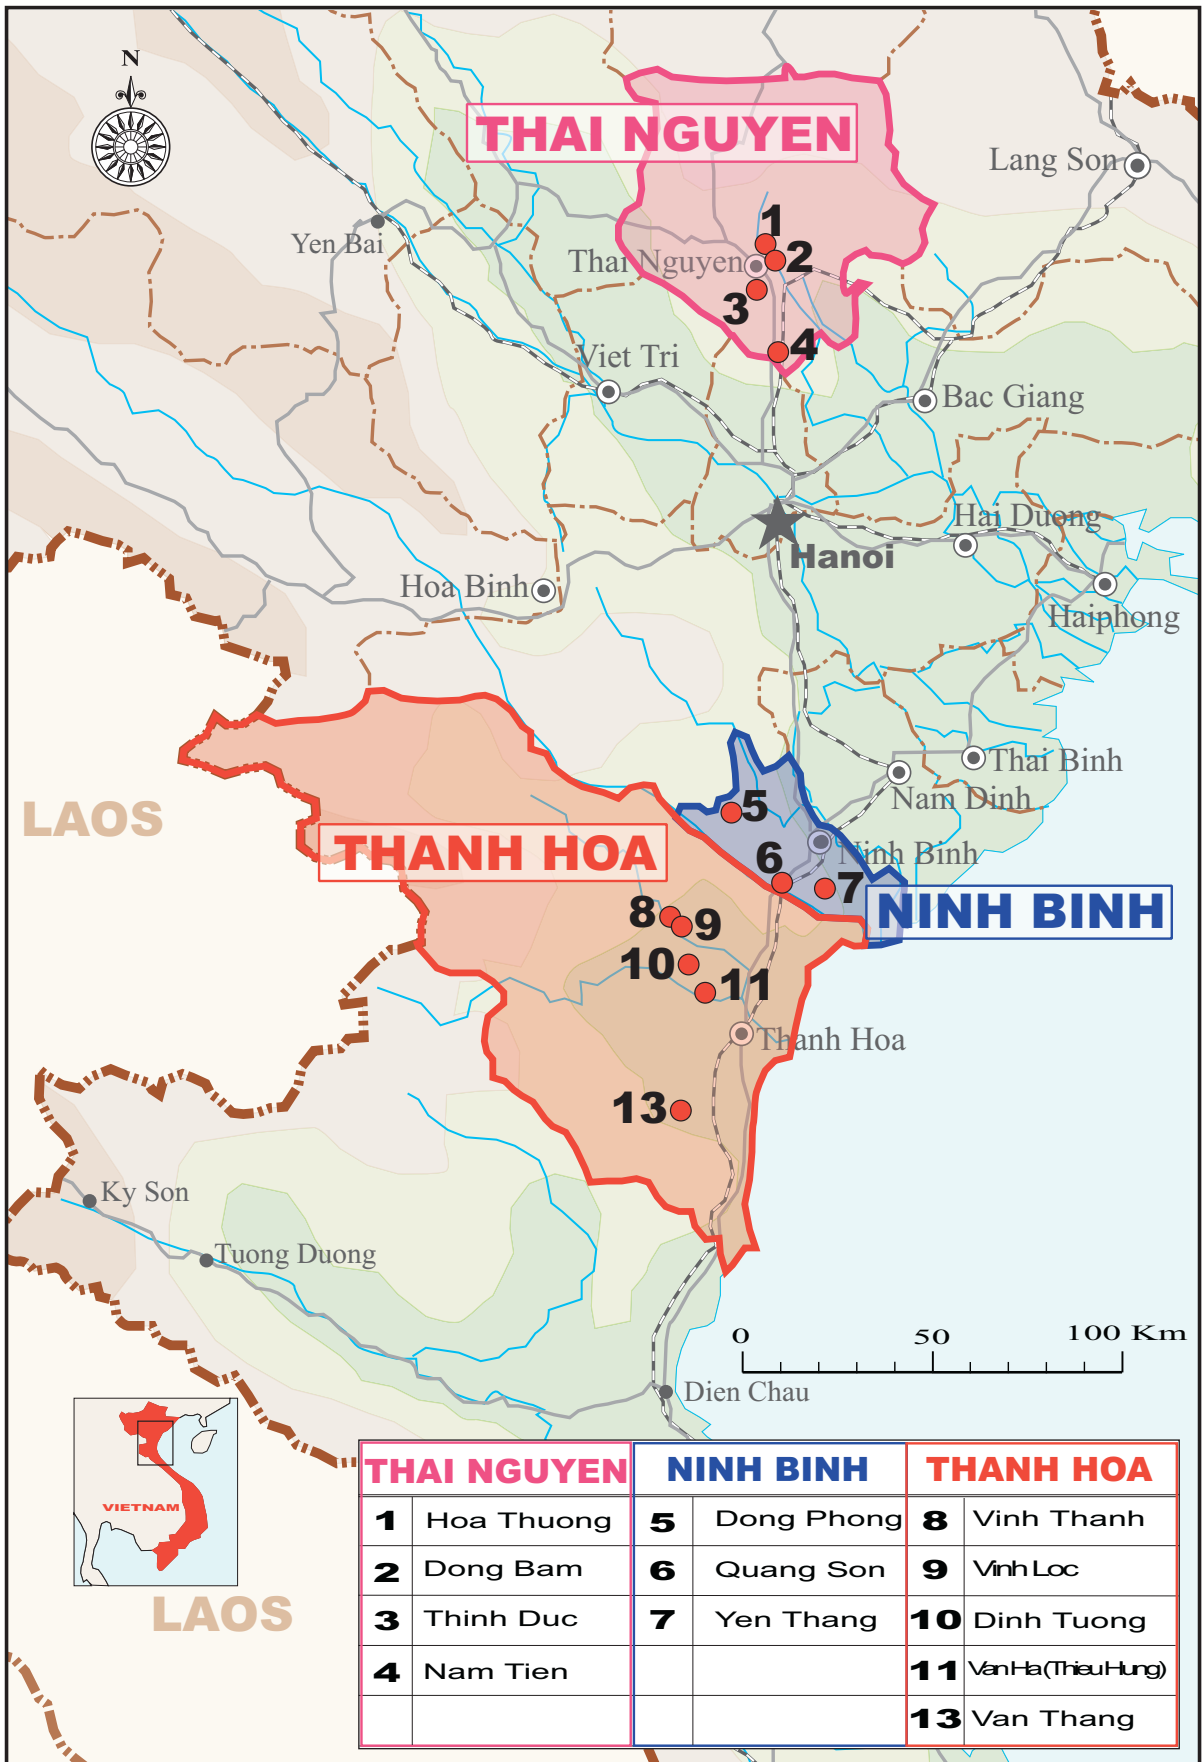 N
THAI NGUYEN
Lang Son
Yen Bai
1
Thai Nguyen
2
3
4
Viet Tri
Bac Giang
Hai Duong
Hanoi
Hoa Binh
Haiphong
Thai Binh
Nam Dinh
LAOS
5
THANH HOA
Ninh Binh
6
7
NINH BINH
8
9
10
11
Thanh Hoa
13
Ky Son
Tuong Duong
0 50 100 Km
Dien Chau
VIETNAM
LAOS
THAI NGUYEN NINH BINH THANH HOA
1 Hoa Thuong 5 Dong Phong 8 Vinh Thanh
2 Dong Bam 6 Quang Son 9 Vinh Loc
3 Thinh Duc 7 Yen Thang 10 Dinh Tuong
4 Nam Tien 11 Van Ha (Thieu Hung)
13 Van Thang